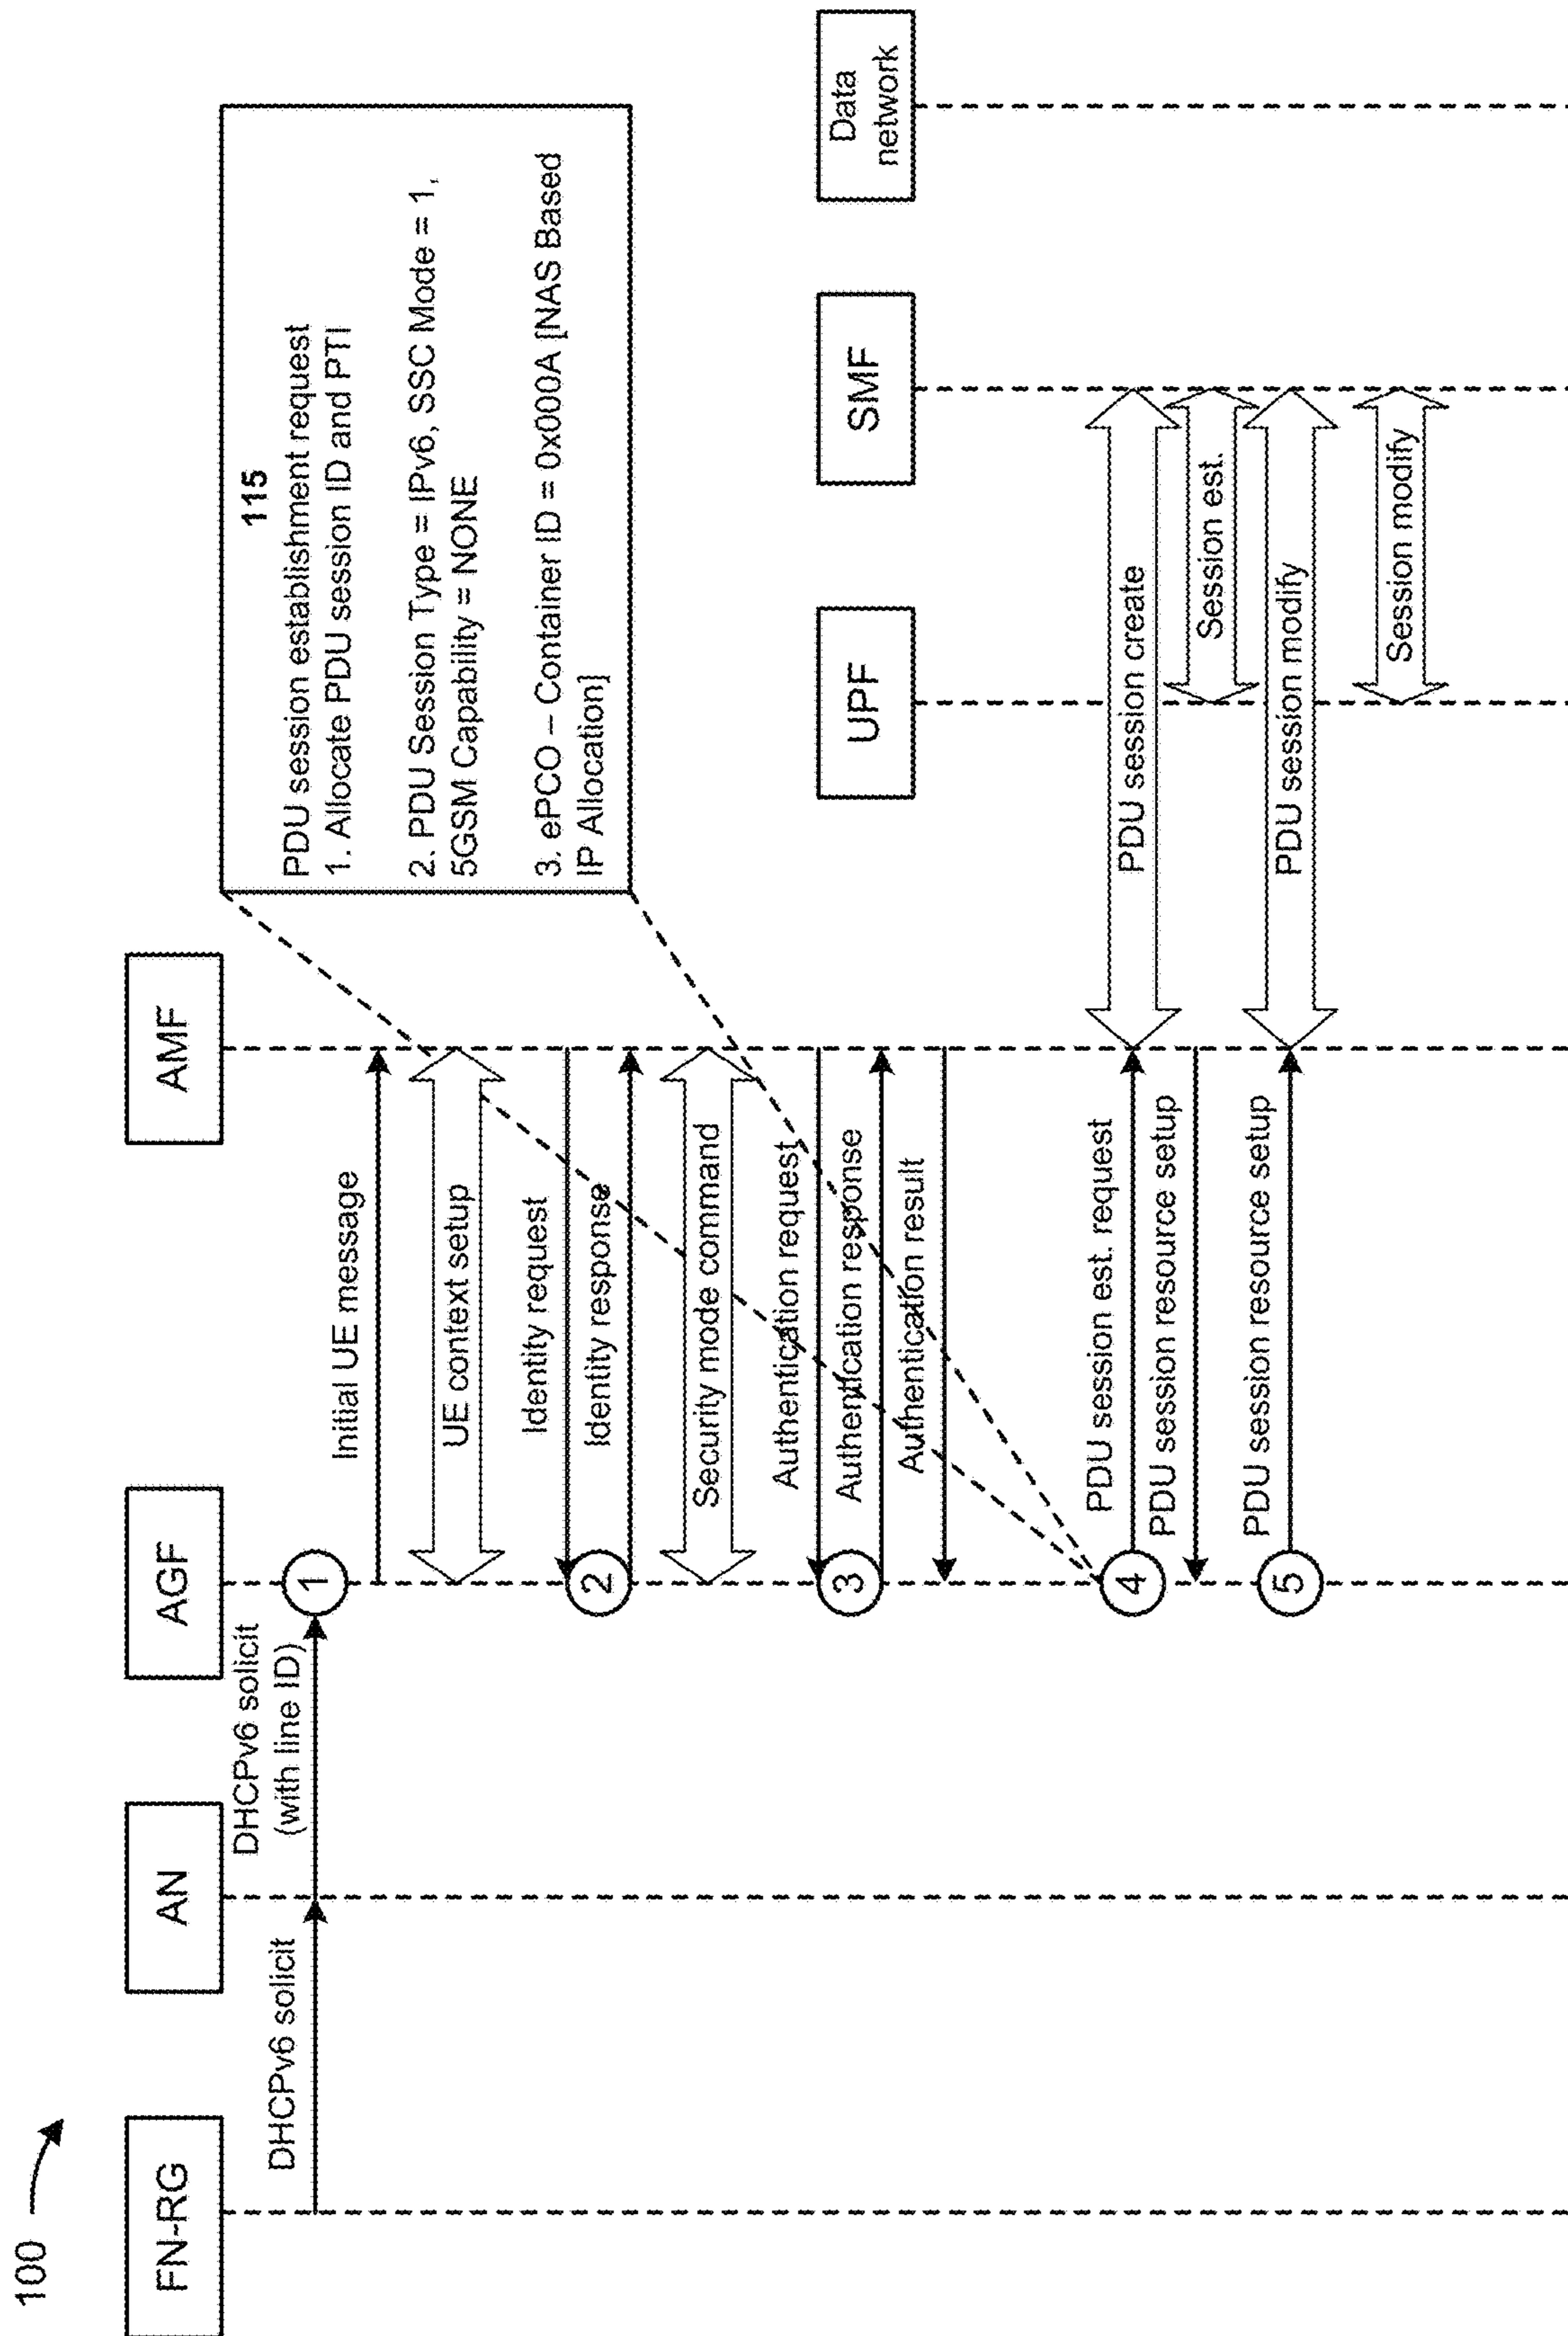 100
FN-RG
AN
AGF
AMF
DHCPv6 solicit
DHCPv6 solicit
(with line ID)
1
Initial UE message
UE context setup
Identity request
2
Identity response
Security mode command
Authentication request
3
Authentication response
Authentication result
115
PDU session establishment request
1. Allocate PDU session ID and PTI
2. PDU Session Type = IPv6, SSC Mode = 1,
5GSM Capability = NONE
3. ePCO – Container ID = 0x000A [NAS Based
IP Allocation]
UPF
SMF
Data
network
4
PDU session est. request
PDU session create
PDU session resource setup
Session est.
5
PDU session resource setup
PDU session modify
Session modify